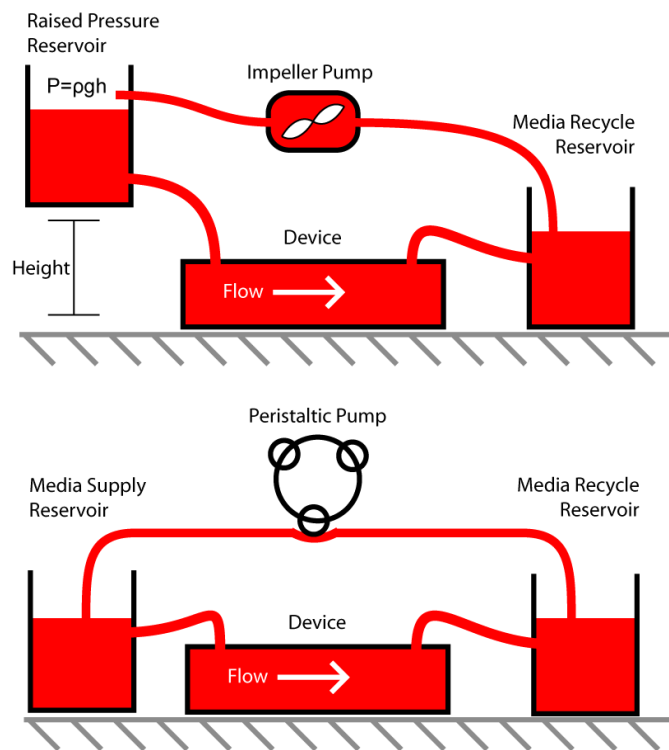 Raised Pressure
Reservoir
P=ρgh
Impeller Pump
Media Recycle
Reservoir
Height
Device
Flow
Peristaltic Pump
Media Supply
Reservoir
Media Recycle
Reservoir
Device
Flow